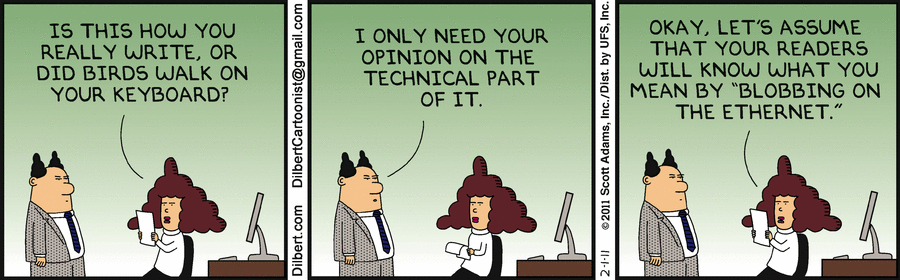 IS THIS HOW YOU
REALLY WRITE, OR
DID BIRDS WALK ON
YOUR KEYBOARD?
Dilbert.com DilbertCartoonist@gmail.com
I ONLY NEED YOUR
OPINION ON THE
TECHNICAL PART
OF IT.
2-1-11 © 2011 Scott Adams, Inc./Dist. by UFS, Inc.
OKAY, LET'S ASSUME
THAT YOUR READERS
WILL KNOW WHAT YOU
MEAN BY "BLOBBING ON
THE ETHERNET."